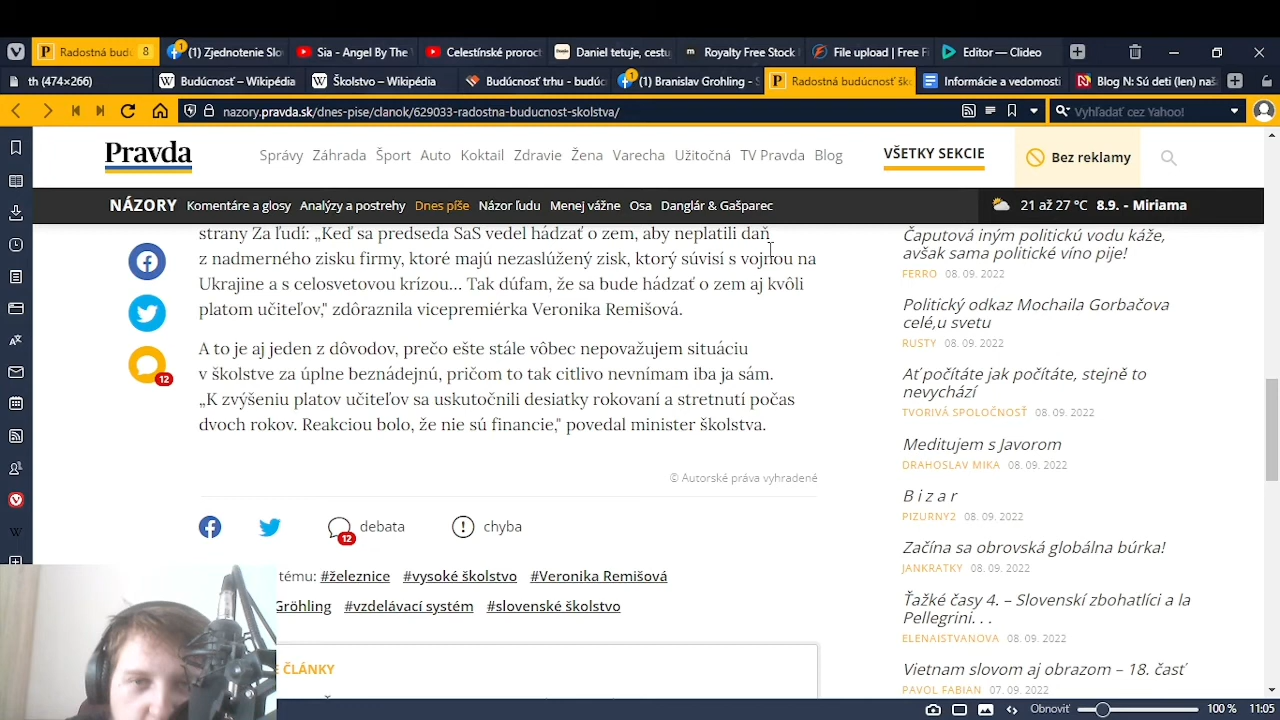 Radostná budú
8
(1) Zjednotenie Slo
Sia - Angel By The
Celestínské proroct
Daniel tetuje, cestu
Royalty Free Stock
File upload | Free F
Editor — Clideo
th (474×266)
Budúcnosť – Wikipédia
Školstvo – Wikipédia
Budúcnosť trhu - budúc
(1) Branislav Grohling - S
Radostná budúcnosť ško
Informácie a vedomosti
Blog N: Sú deti (len) naša
nazory.pravda.sk/dnes-pise/clanok/629033-radostna-buducnost-skolstva/
Vyhľadať cez Yahoo!
Pravda
Správy Záhrada Šport Auto Koktail Zdravie Žena Varecha Užitočná TV Pravda Blog
VŠETKY SEKCIE
Bez reklamy
NÁZORY Komentáre a glosy Analýzy a postrehy Dnes píše Názor ľudu Menej vážne Osa Danglár & Gašparec
21 až 27 °C 8.9. - Miriama
strany Za ľudí: „Keď sa predseda SaS vedel hádzať o zem, aby neplatili daň
z nadmerného zisku firmy, ktoré majú nezaslúžený zisk, ktorý súvisí s vojnou na
Ukrajine a s celosvetovou krízou... Tak dúfam, že sa bude hádzať o zem aj kvôli
platom učiteľov," zdôraznila vicepremiérka Veronika Remišová.
A to je aj jeden z dôvodov, prečo ešte stále vôbec nepovažujem situáciu
v školstve za úplne beznádejnú, pričom to tak citlivo nevnímam iba ja sám.
„K zvýšeniu platov učiteľov sa uskutočnili desiatky rokovaní a stretnutí počas
dvoch rokov. Reakciou bolo, že nie sú financie," povedal minister školstva.
12
© Autorské práva vyhradené
debata
12
chyba
tému: #železnice #vysoké školstvo #Veronika Remišová
Gröhling #vzdelávací systém #slovenské školstvo
E ČLÁNKY
Čaputová iným politickú vodu káže,
avšak sama politické víno pije!
FERRO 08. 09. 2022
Politický odkaz Mochaila Gorbačova
celé,u svetu
RUSTY 08. 09. 2022
Ať počítáte jak počítáte, stejně to
nevychází
TVORIVÁ SPOLOČNOSŤ 08. 09. 2022
Meditujem s Javorom
DRAHOSLAV MIKA 08. 09. 2022
B i z a r
PIZURNY2 08. 09. 2022
Začína sa obrovská globálna búrka!
JANKRATKY 08. 09. 2022
Ťažké časy 4. – Slovenskí zbohatlíci a la
Pellegrini. . .
ELENAISTVANOVA 08. 09. 2022
Vietnam slovom aj obrazom – 18. časť
PAVOL FABIAN 07. 09. 2022
Obnoviť
100 %
11:05